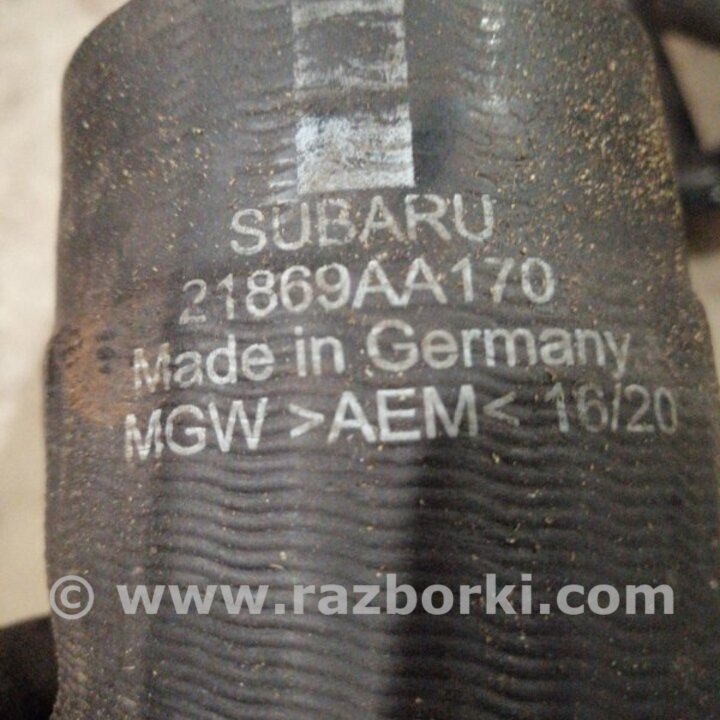 SUBARU
21869AA170
Made in Germany
MGW >AEM< 16/20
© www.razborki.com